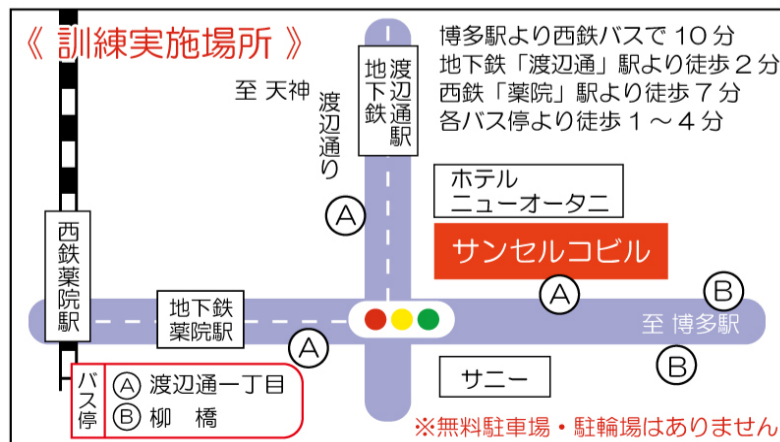 《 訓練実施場所 》
博多駅より西鉄バスで 10 分
地下鉄「渡辺通」駅より徒歩 2 分
西鉄「薬院」駅より徒歩 7 分
各バス停より徒歩 1 ~ 4 分
至 天神
渡辺通り
地下鉄
渡辺通駅
Ⓐ
ホテル
ニューオータニ
サンセルコビル
西鉄薬院駅
地下鉄
薬院駅
Ⓐ
Ⓐ
Ⓑ
至 博多駅
Ⓑ
サニー
バス停
Ⓐ 渡辺通一丁目
Ⓑ 柳 橋
※無料駐車場・駐輪場はありません